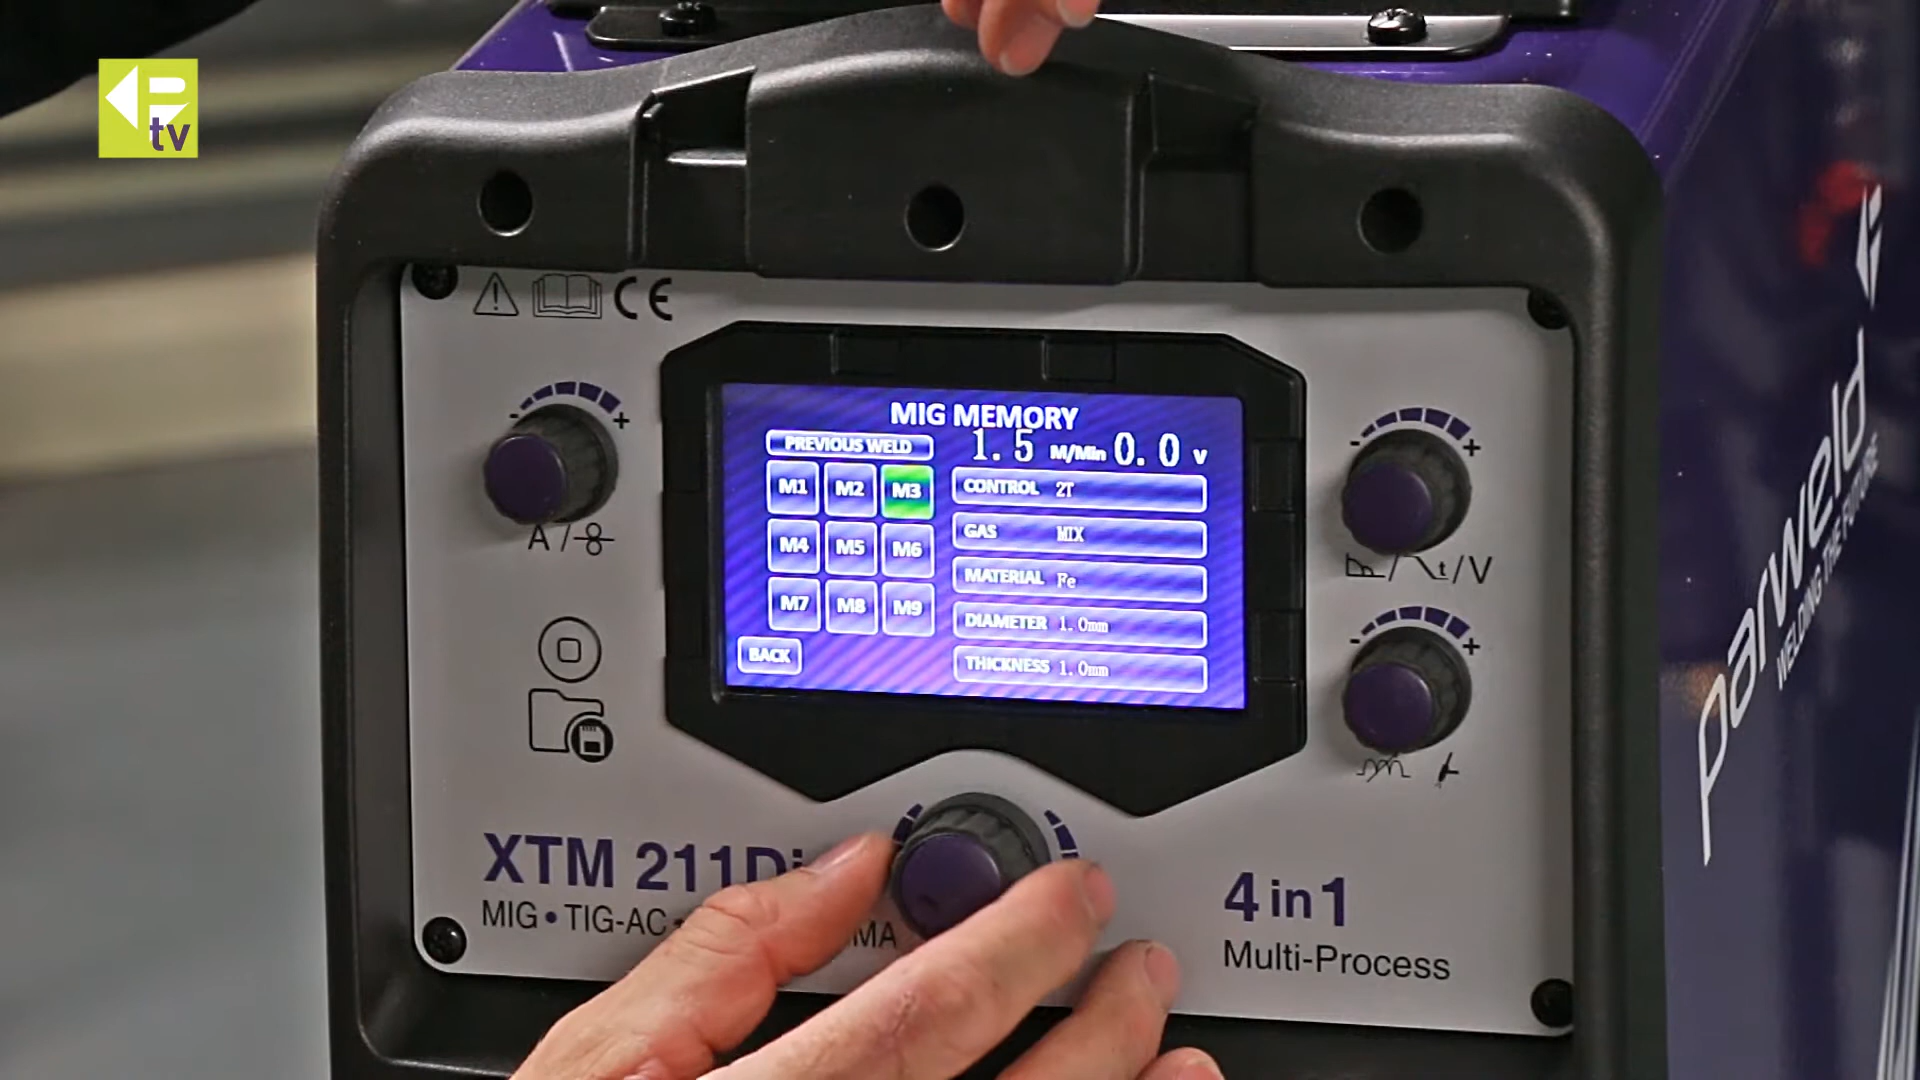 tv
CE
MIG MEMORY
PREVIOUS WELD
1.5 M/Min 0.0 V
M1 M2 M3
M4 M5 M6
M7 M8 M9
BACK
CONTROL 2T
GAS MIX
MATERIAL Fe
DIAMETER 1.0mm
THICKNESS 1.0mm
- +
A /
- +
/ t / V
- +
XTM 211Di
MIG • TIG-AC • MA
4 in 1
Multi-Process
parweld
WELDING THE FUTURE